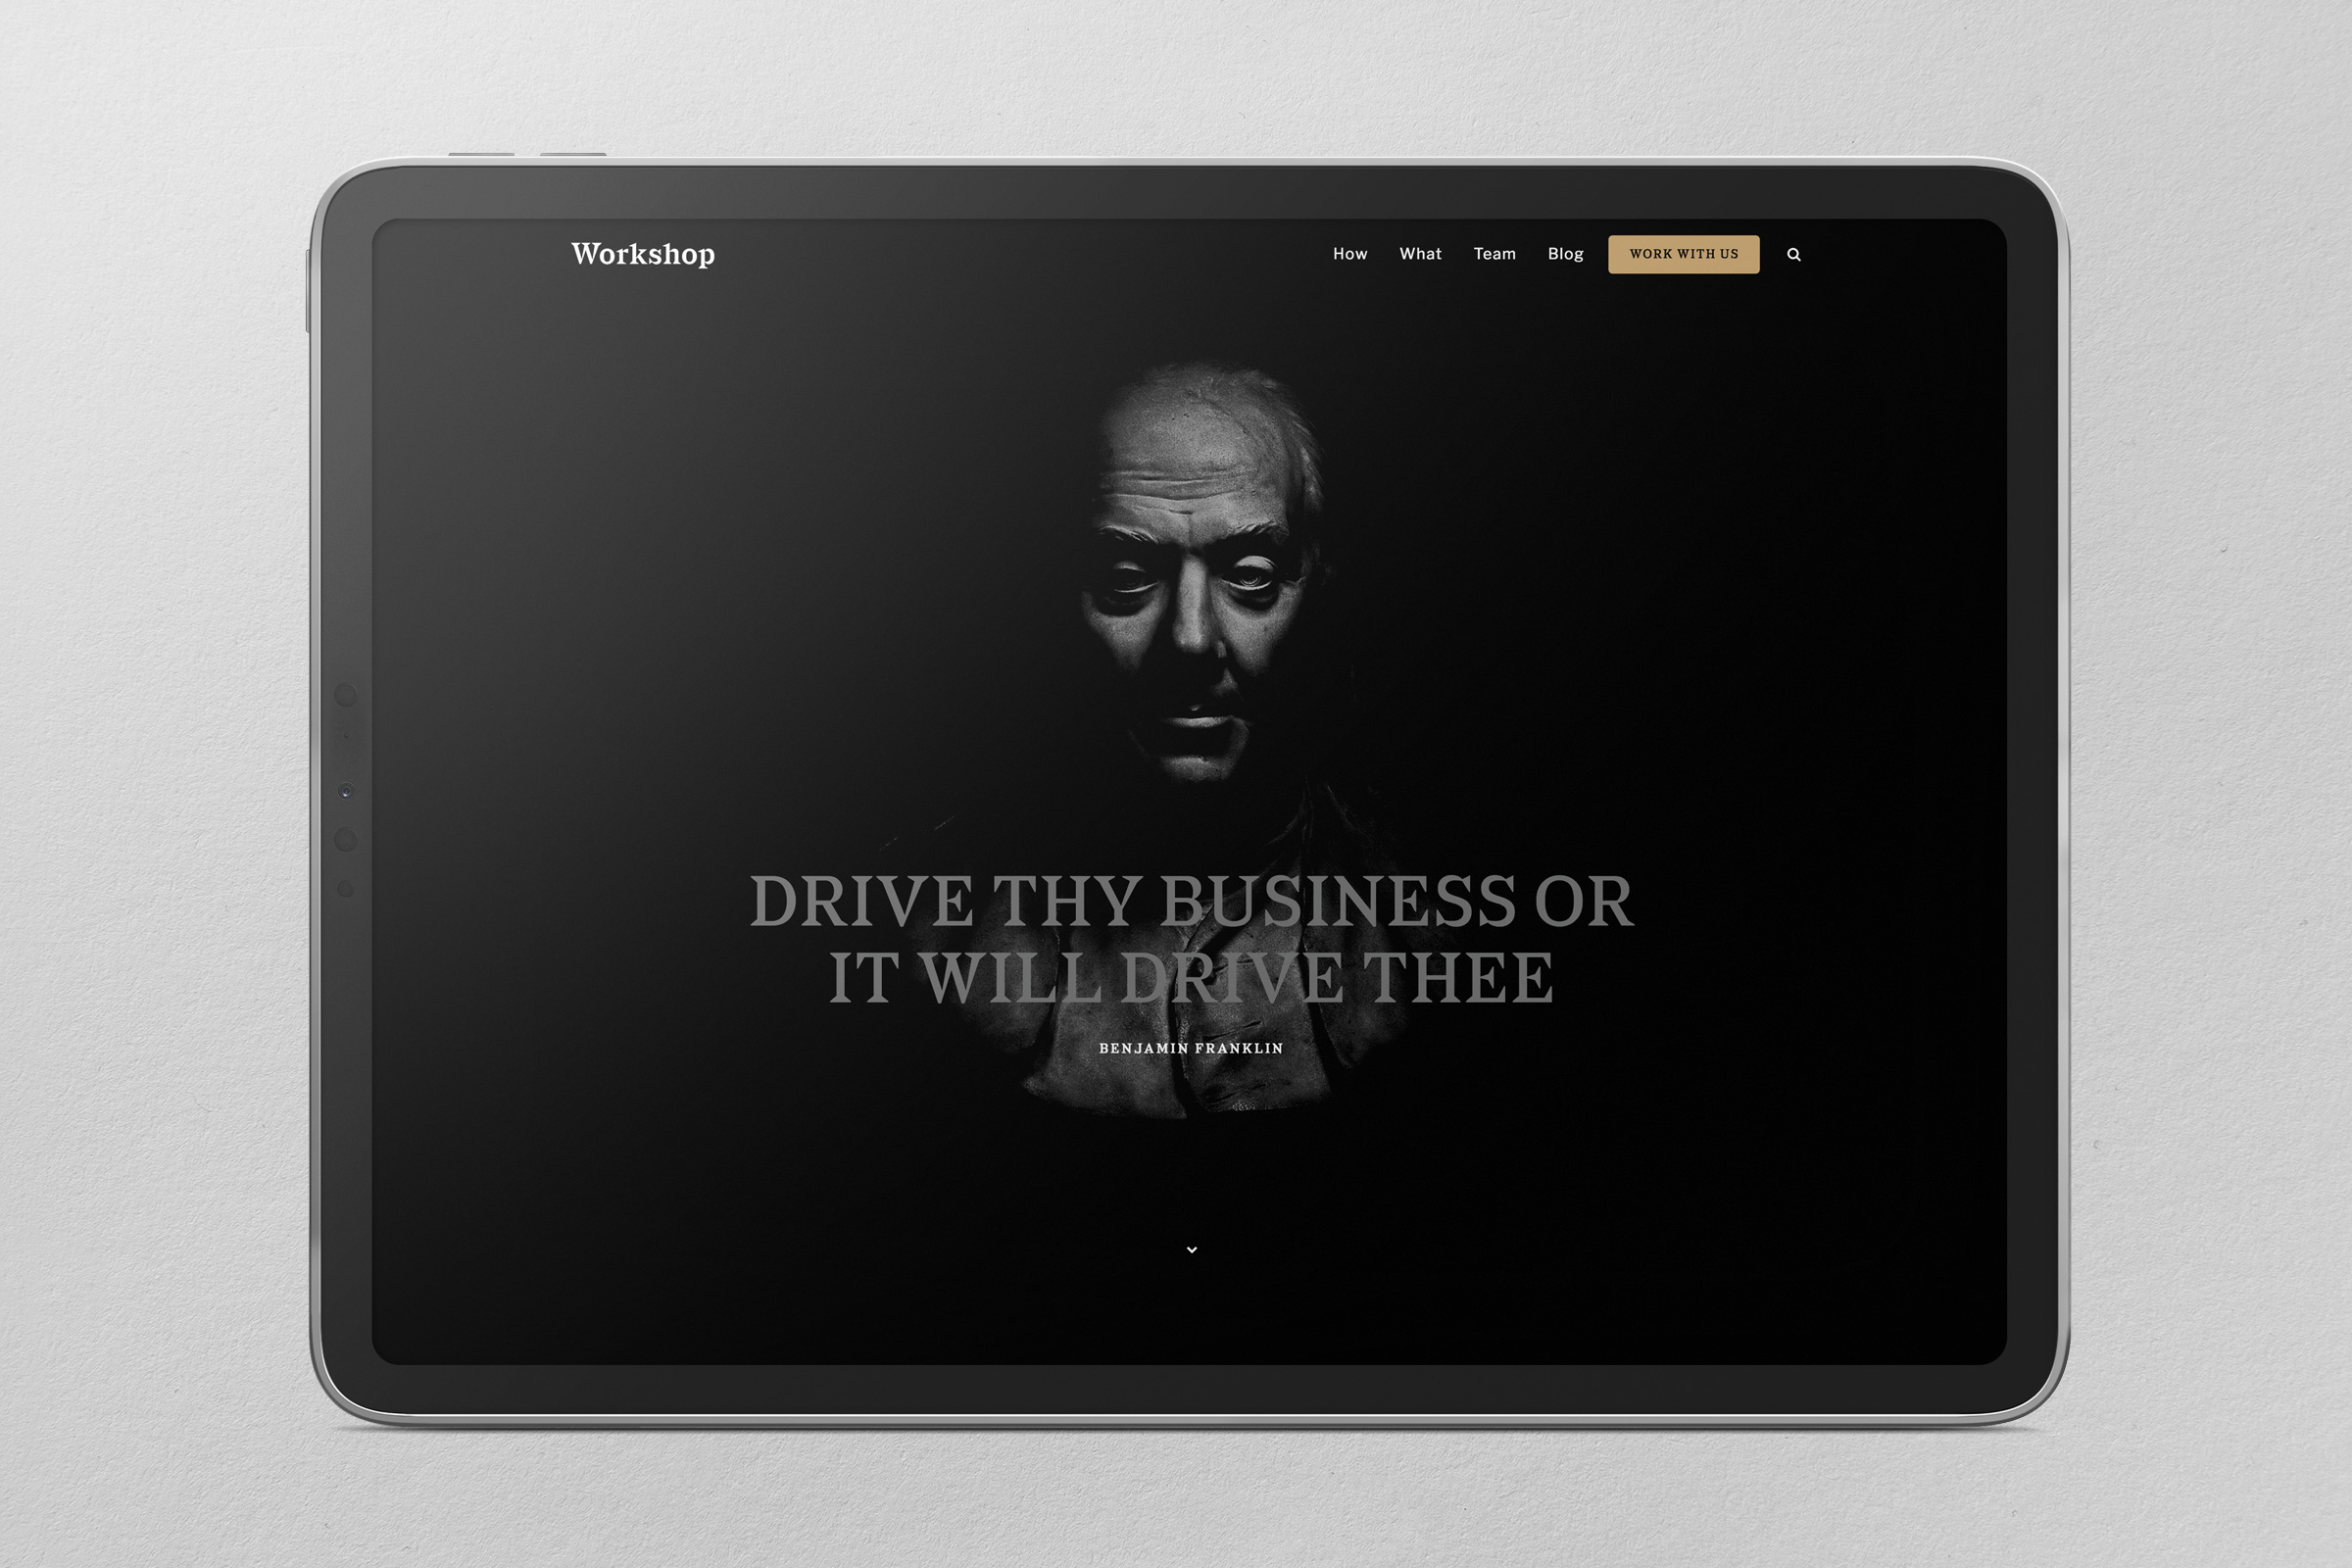 Workshop
How What Team Blog WORK WITH US
DRIVE THY BUSINESS OR
IT WILL DRIVE THEE
BENJAMIN FRANKLIN